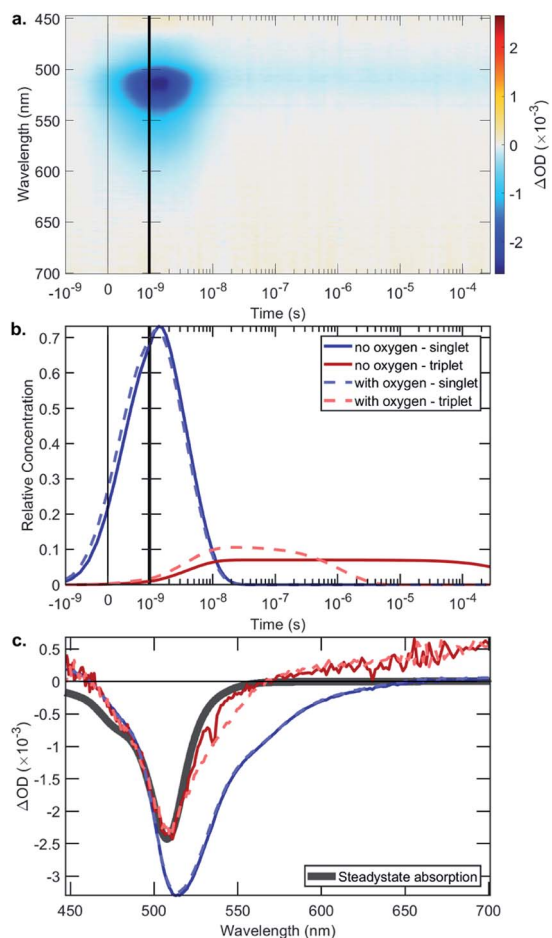 a.
450
500
550
600
650
700
Wavelength (nm)
-10⁻⁹ 0 10⁻⁹ 10⁻⁸ 10⁻⁷ 10⁻⁶ 10⁻⁵ 10⁻⁴
Time (s)
2
1
0
-1
-2
ΔOD (×10⁻³)
b.
0.7
0.6
0.5
0.4
0.3
0.2
0.1
0
Relative Concentration
no oxygen - singlet
no oxygen - triplet
with oxygen - singlet
with oxygen - triplet
-10⁻⁹ 0 10⁻⁹ 10⁻⁸ 10⁻⁷ 10⁻⁶ 10⁻⁵ 10⁻⁴
Time (s)
c.
0.5
0
-0.5
-1
-1.5
-2
-2.5
-3
ΔOD (×10⁻³)
Steadystate absorption
450 500 550 600 650 700
Wavelength (nm)